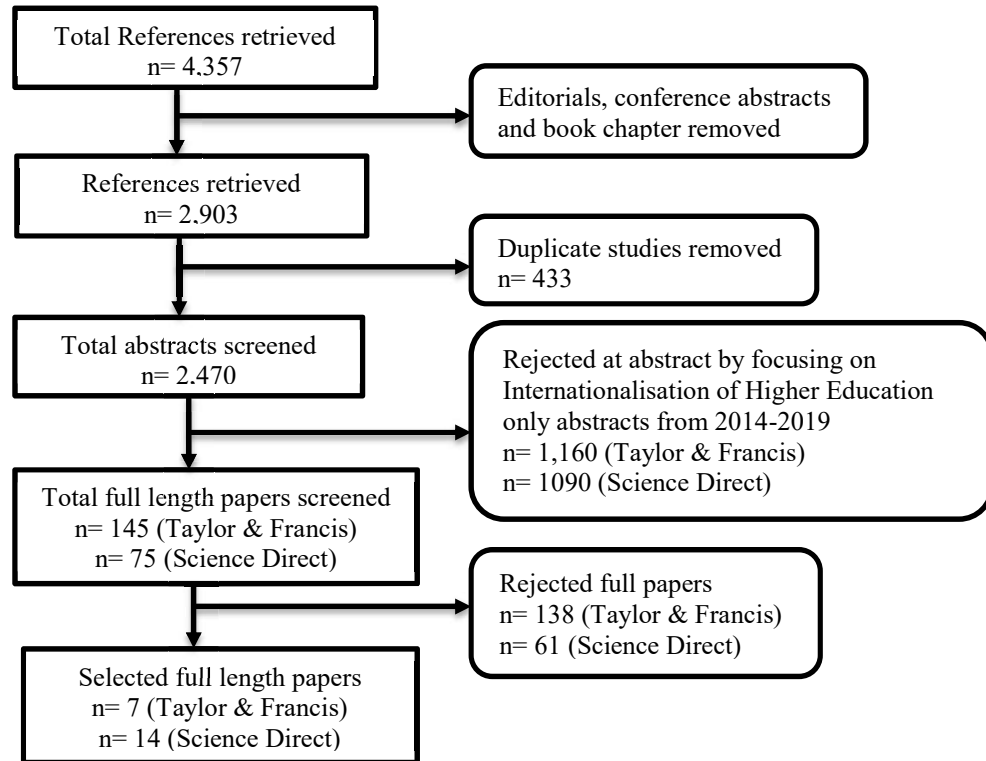 Total References retrieved
n= 4,357
Editorials, conference abstracts
and book chapter removed
References retrieved
n= 2,903
Duplicate studies removed
n= 433
Total abstracts screened
n= 2,470
Rejected at abstract by focusing on
Internationalisation of Higher Education
only abstracts from 2014-2019
n= 1,160 (Taylor & Francis)
n= 1090 (Science Direct)
Total full length papers screened
n= 145 (Taylor & Francis)
n= 75 (Science Direct)
Rejected full papers
n= 138 (Taylor & Francis)
n= 61 (Science Direct)
Selected full length papers
n= 7 (Taylor & Francis)
n= 14 (Science Direct)